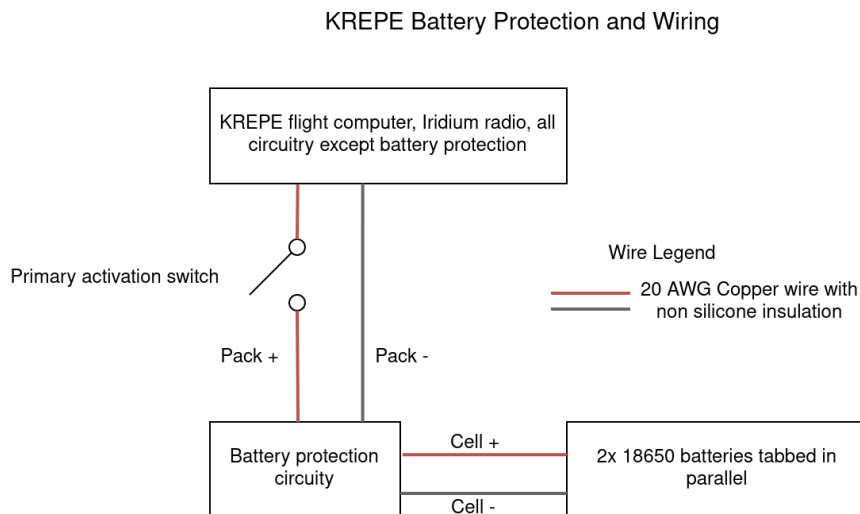 KREPE Battery Protection and Wiring
KREPE flight computer, Iridium radio, all
circuitry except battery protection
Primary activation switch
Wire Legend
20 AWG Copper wire with
non silicone insulation
Pack +
Pack -
Battery protection
circuity
Cell +
Cell -
2x 18650 batteries tabbed in
parallel